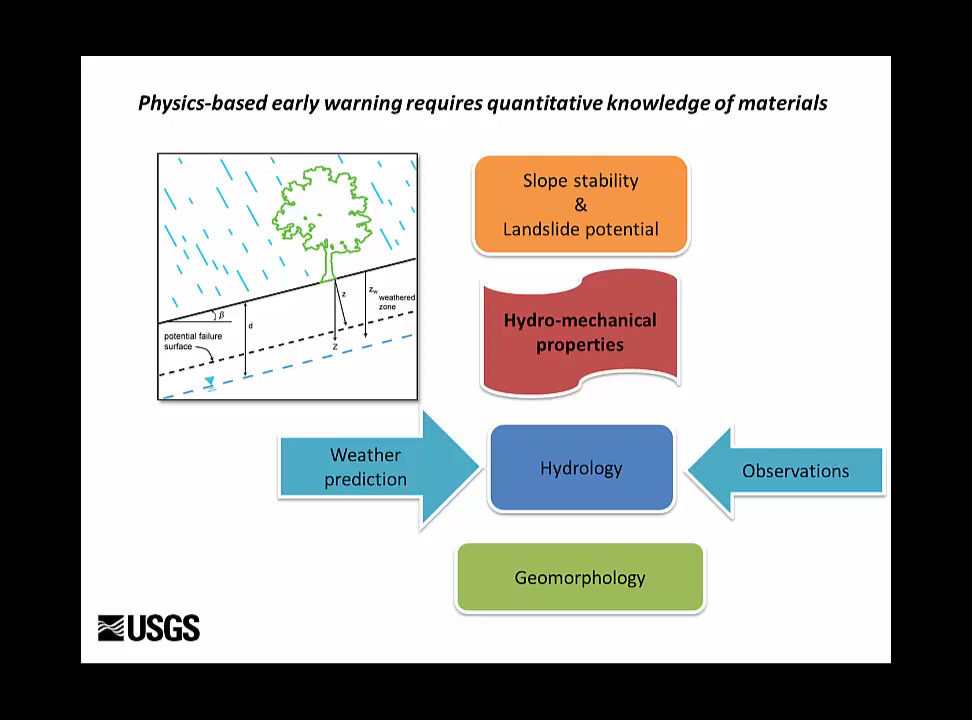 Physics-based early warning requires quantitative knowledge of materials
Slope stability
&
Landslide potential
z
Zw
weathered
zone
β
d
potential failure
surface
Z
Hydro-mechanical
properties
Weather
prediction
Hydrology
Observations
Geomorphology
USGS